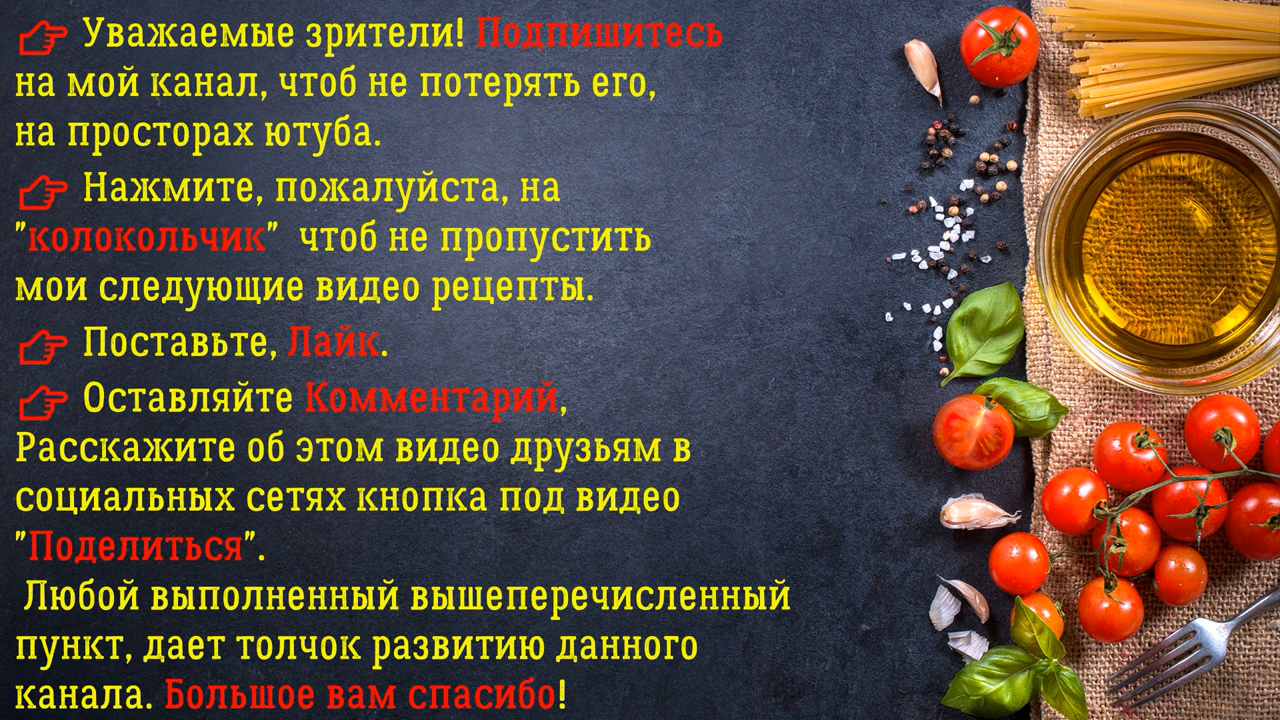 Уважаемые зрители! Подпишитесь
на мой канал, чтоб не потерять его,
на просторах ютуба.
Нажмите, пожалуйста, на
"колокольчик" чтоб не пропустить
мои следующие видео рецепты.
Поставьте, Лайк.
Оставляйте Комментарий,
Расскажите об этом видео друзьям в
социальных сетях кнопка под видео
"Поделиться".
Любой выполненный вышеперечисленный
пункт, дает толчок развитию данного
канала. Большое вам спасибо!